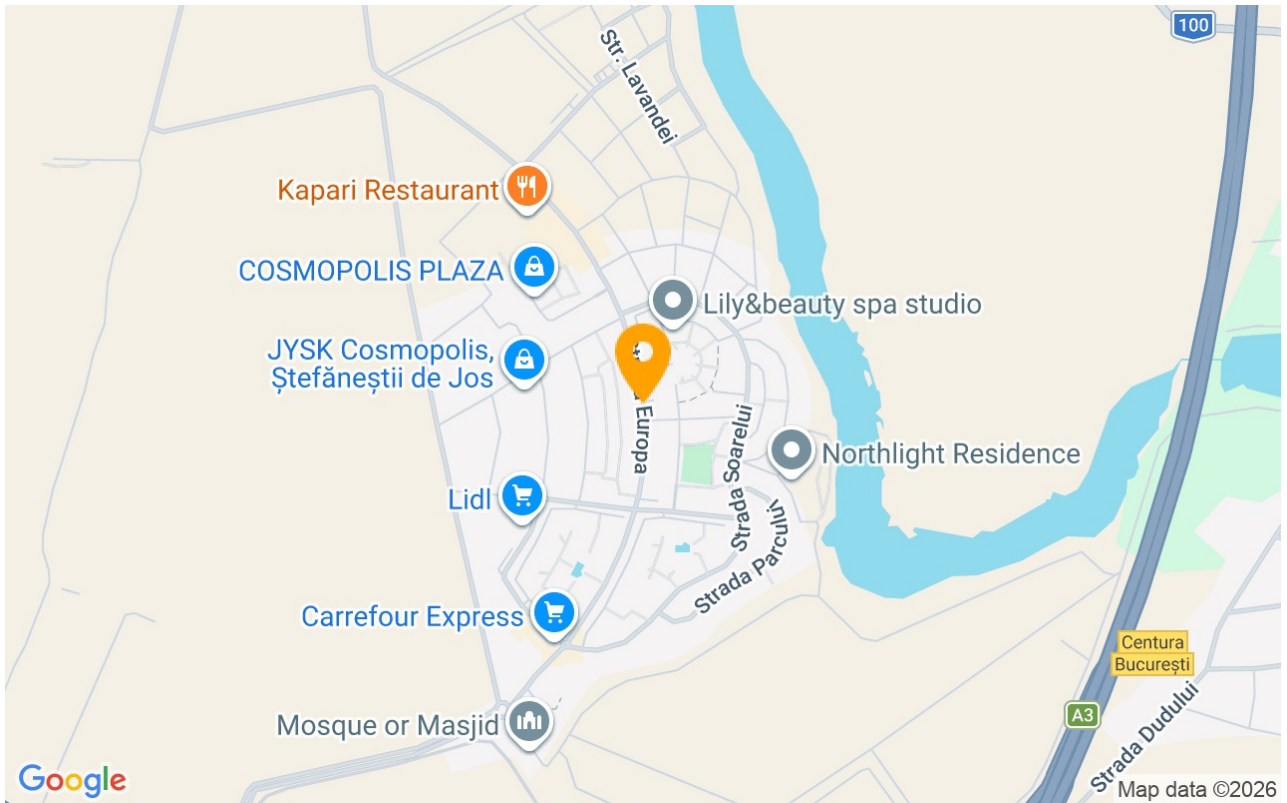 100
Str. Lavandei
Kapari Restaurant
COSMOPOLIS PLAZA
Lily&beauty spa studio
JYSK Cosmopolis,
Ștefăneștii de Jos
Europa
Strada Soarelui
Northlight Residence
Lidl
Strada Parcului
Carrefour Express
Centura
București
A3
Mosque or Masjid
Strada Dudului
Google
Map data ©2026